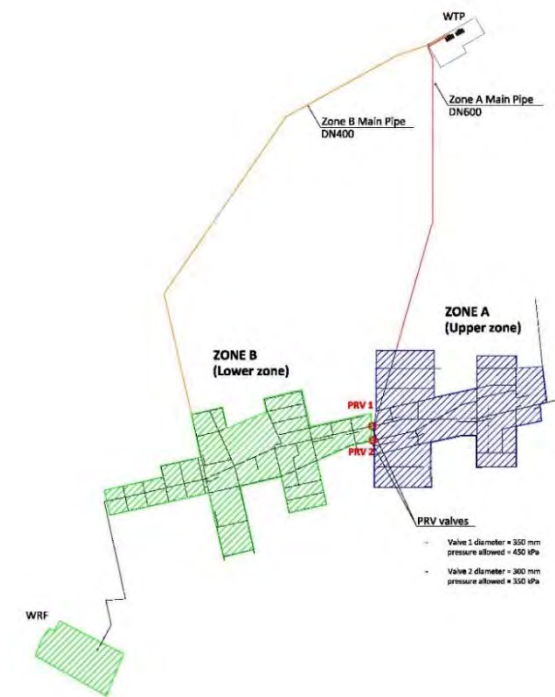 WTP
Zone A Main Pipe
DN600
Zone B Main Pipe
DN400
ZONE A
(Upper zone)
ZONE B
(Lower zone)
PRV 1
PRV 2
PRV valves
- Valve 1 diameter = 350 mm
pressure allowed = 450 kPa
- Valve 2 diameter = 300 mm
pressure allowed = 350 kPa
WRF